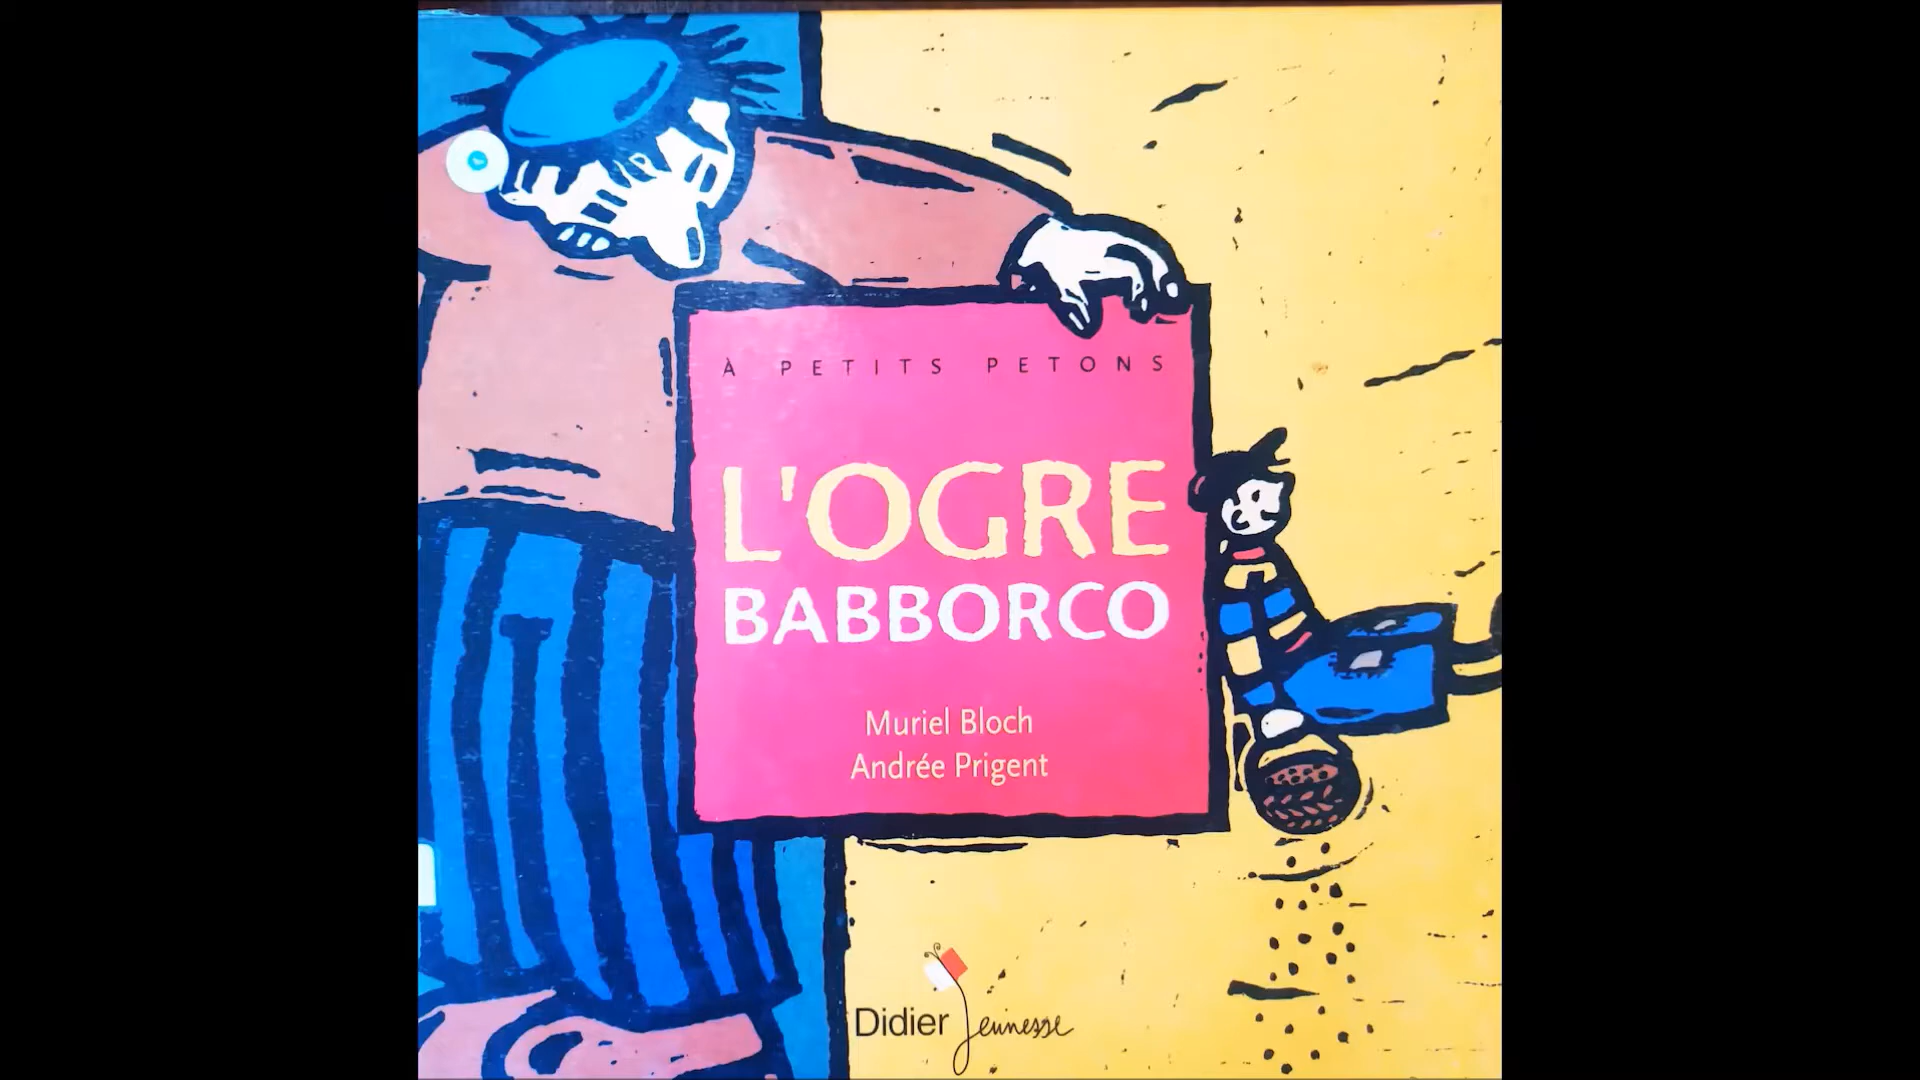 À PETITS PETONS
L'OGRE
BABBORCO
Muriel Bloch
Andrée Prigent
Didier Jeunesse